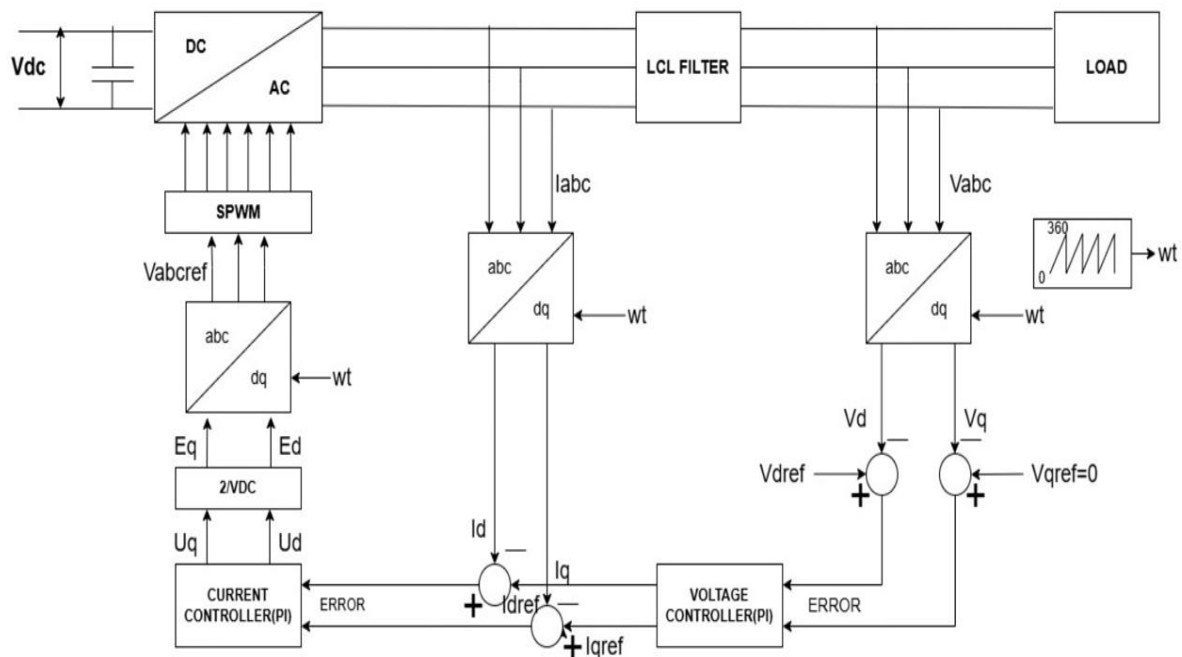 DC
Vdc
AC
LCL FILTER
LOAD
Iabc
Vabc
SPWM
360
0
wt
Vabcref
abc
dq
wt
abc
dq
wt
abc
dq
wt
Eq
Ed
Vd
Vq
—
—
2/VDC
Vdref
+
+
Vqref=0
Uq
Ud
Id
—
Iq
CURRENT
CONTROLLER(PI)
ERROR
+
Idref
—
+
Iqref
VOLTAGE
CONTROLLER(PI)
ERROR